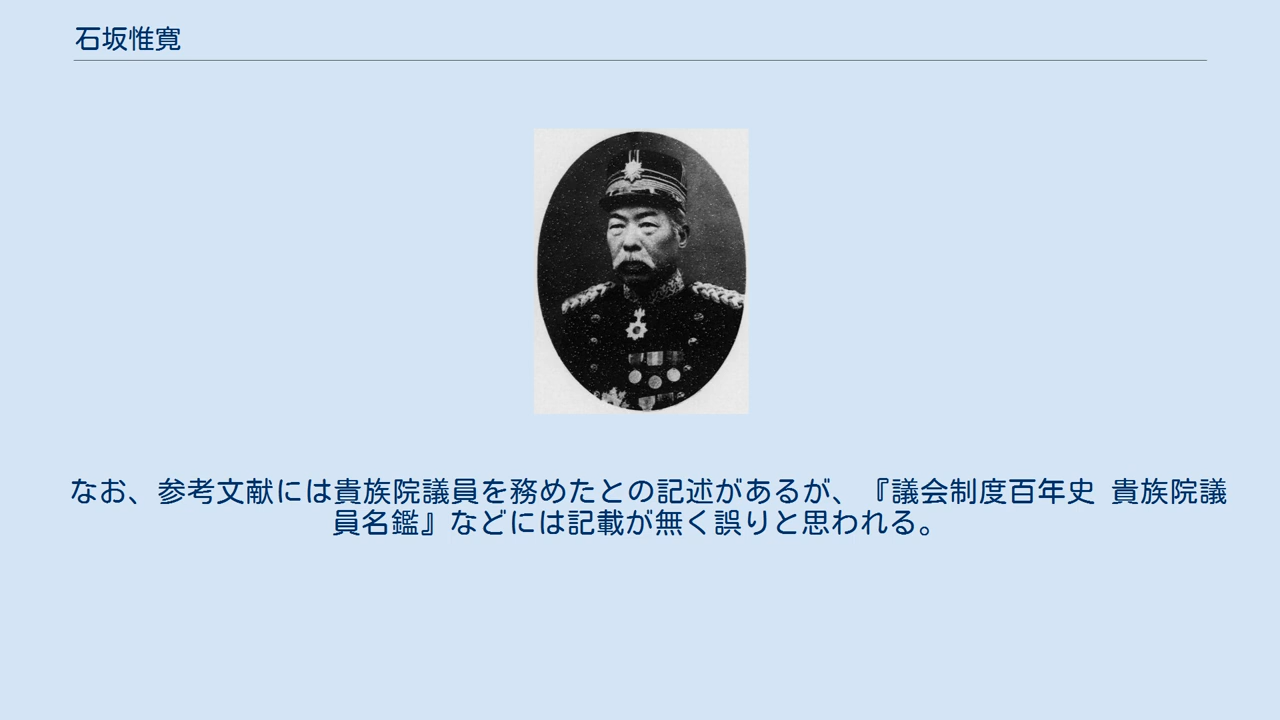 石坂惟寛
なお、参考文献には貴族院議員を務めたとの記述があるが、『議会制度百年史 貴族院議
員名鑑』などには記載が無く誤りと思われる。